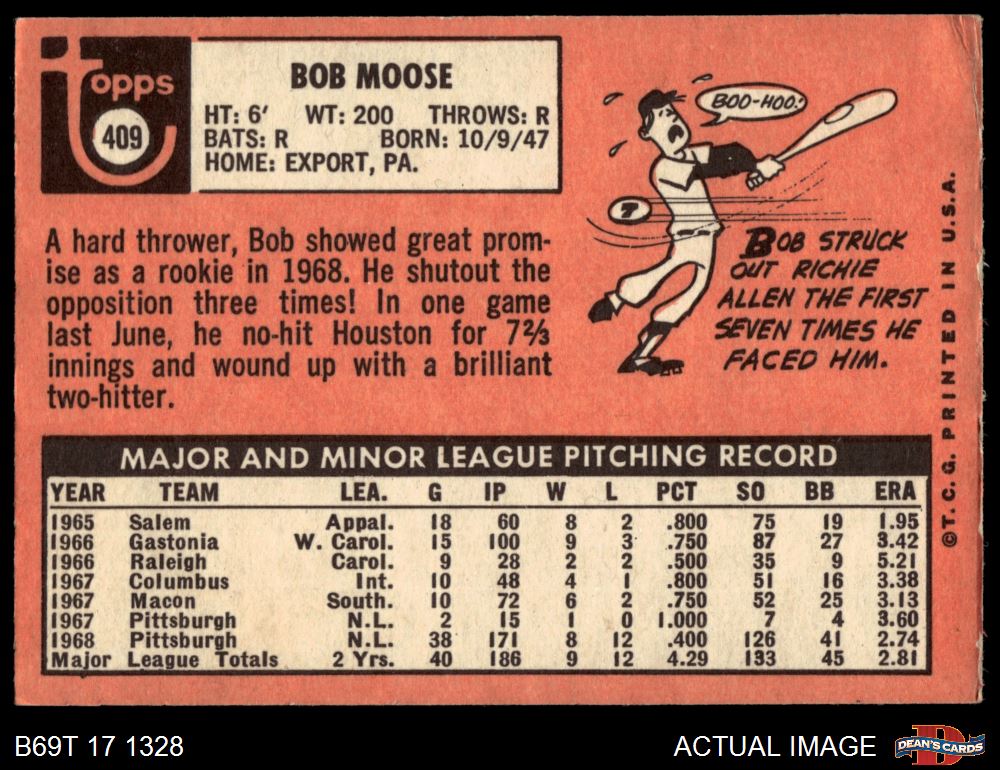 topps
409
BOB MOOSE
HT: 6' WT: 200 THROWS: R
BATS: R BORN: 10/9/47
HOME: EXPORT, PA.
A hard thrower, Bob showed great prom-
ise as a rookie in 1968. He shutout the
opposition three times! In one game
last June, he no-hit Houston for 7⅔
innings and wound up with a brilliant
two-hitter.
BOO-HOO!
7
BOB STRUCK
OUT RICHIE
ALLEN THE FIRST
SEVEN TIMES HE
FACED HIM.
©T. C. G. PRINTED IN U.S.A.
MAJOR AND MINOR LEAGUE PITCHING RECORD
YEAR TEAM LEA. G IP W L PCT SO BB ERA
1965 Salem Appal. 18 60 8 2 .800 75 19 1.95
1966 Gastonia W. Carol. 15 100 9 3 .750 87 27 3.42
1966 Raleigh Carol. 9 28 2 2 .500 35 9 5.21
1967 Columbus Int. 10 48 4 1 .800 51 16 3.38
1967 Macon South. 10 72 6 2 .750 52 25 3.13
1967 Pittsburgh N.L. 2 15 1 0 1.000 7 4 3.60
1968 Pittsburgh N.L. 38 171 8 12 .400 126 41 2.74
Major League Totals 2 Yrs. 40 186 9 12 4.29 133 45 2.81
B69T 17 1328
ACTUAL IMAGE
DEAN'S CARDS